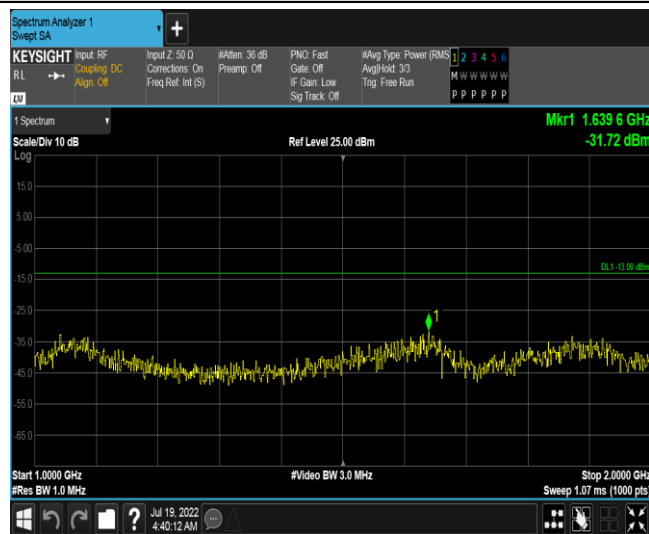 Spectrum Analyzer 1
Swept SA
+
KEYSIGHT
RL
Input: RF
Coupling: DC
Align: Off
Input Z: 50 Ω
Corrections: On
Freq Ref: Int (S)
#Atten: 36 dB
Preamp: Off
PNO: Fast
Gate: Off
IF Gain: Low
Sig Track: Off
#Avg Type: Power (RMS
Avg|Hold: 3/3
Trig: Free Run
1 2 3 4 5 6
M W W W W W
P P P P P P
1 Spectrum
Scale/Div 10 dB
Ref Level 25.00 dBm
Mkr1 1.639 6 GHz
-31.72 dBm
Log
15.0
5.00
-5.00
DL1 -13.00 dBm
-15.0
-25.0
1
-35.0
-45.0
-55.0
-65.0
Start 1.0000 GHz
#Video BW 3.0 MHz
Stop 2.0000 GHz
#Res BW 1.0 MHz
Sweep 1.07 ms (1000 pts)
?
Jul 19, 2022
4:40:12 AM